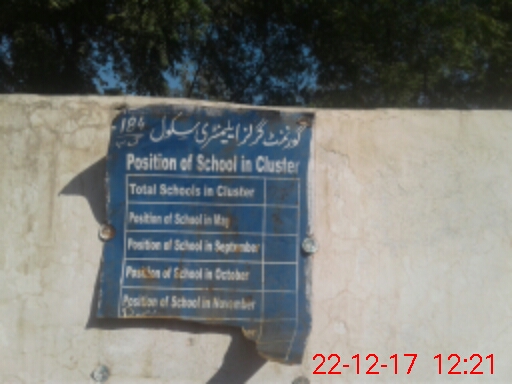 گورنمنٹ گرلز ایلیمنٹری سکول 184
Position of School in Cluster
Total Schools in Cluster
Position of School in May
Position of School in September
Position of School in October
Position of School in November
22-12-17 12:21